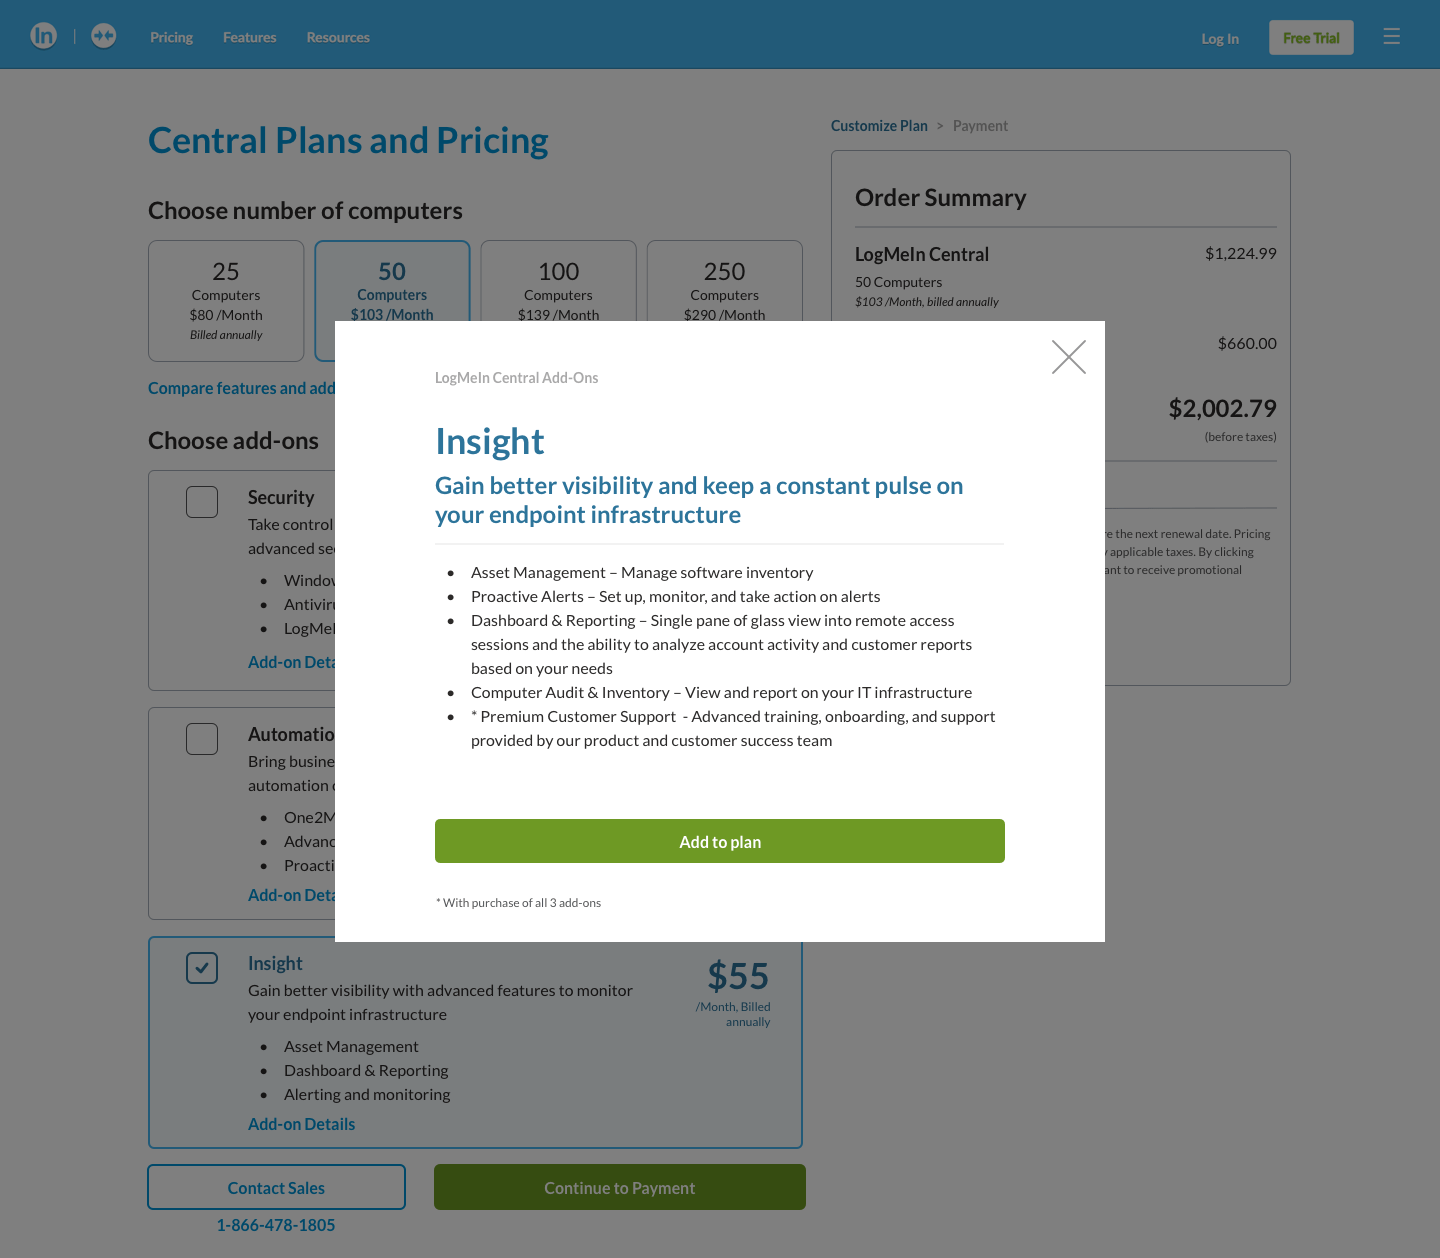 In
Pricing
Features
Resources
Log In
Free Trial
Central Plans and Pricing
Choose number of computers
25
Computers
$80 /Month
Billed annually
50
Computers
$103 /Month
100
Computers
$139 /Month
250
Computers
$290 /Month
Compare features and add
Choose add-ons
Security
Take control
advanced
• Window
• Antiviru
• LogMeI
Add-on Deta
Automatio
Bring busine
automation
• One2M
• Advanc
• Proacti
Add-on Deta
Insight
Gain better visibility with advanced features to monitor
your endpoint infrastructure
• Asset Management
• Dashboard & Reporting
• Alerting and monitoring
Add-on Details
$55
/Month, Billed
annually
Contact Sales
1-866-478-1805
Continue to Payment
Customize Plan > Payment
Order Summary
LogMeIn Central
$1,224.99
50 Computers
$103 /Month, billed annually
$660.00
$2,002.79
(before taxes)
re the next renewal date. Pricing
applicable taxes. By clicking
ant to receive promotional
LogMeIn Central Add-Ons
Insight
Gain better visibility and keep a constant pulse on
your endpoint infrastructure
• Asset Management – Manage software inventory
• Proactive Alerts – Set up, monitor, and take action on alerts
• Dashboard & Reporting – Single pane of glass view into remote access
sessions and the ability to analyze account activity and customer reports
based on your needs
• Computer Audit & Inventory – View and report on your IT infrastructure
• * Premium Customer Support - Advanced training, onboarding, and support
provided by our product and customer success team
Add to plan
* With purchase of all 3 add-ons